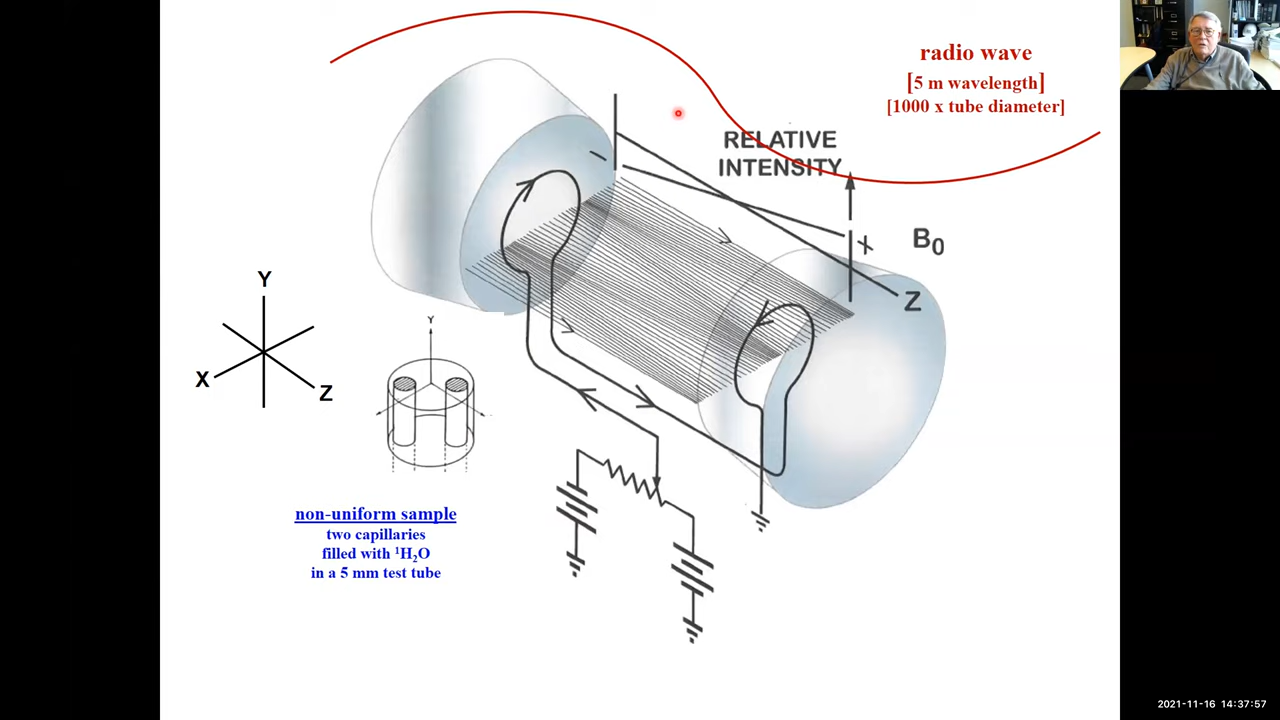 radio wave
[5 m wavelength]
[1000 x tube diameter]
RELATIVE
INTENSITY
B₀
Z
Y
X
Z
Y
non-uniform sample
two capillaries
filled with ¹H₂O
in a 5 mm test tube
2021-11-16 14:37:57